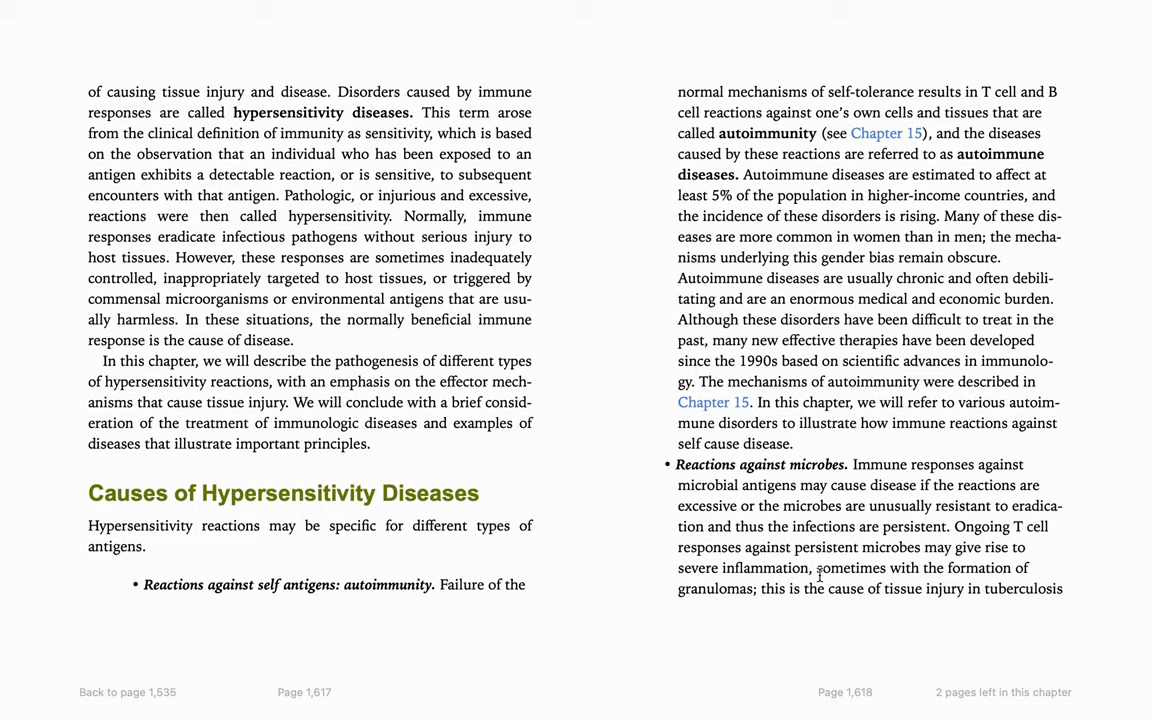 of causing tissue injury and disease. Disorders caused by immune
responses are called hypersensitivity diseases. This term arose
from the clinical definition of immunity as sensitivity, which is based
on the observation that an individual who has been exposed to an
antigen exhibits a detectable reaction, or is sensitive, to subsequent
encounters with that antigen. Pathologic, or injurious and excessive,
reactions were then called hypersensitivity. Normally, immune
responses eradicate infectious pathogens without serious injury to
host tissues. However, these responses are sometimes inadequately
controlled, inappropriately targeted to host tissues, or triggered by
commensal microorganisms or environmental antigens that are usu-
ally harmless. In these situations, the normally beneficial immune
response is the cause of disease.
In this chapter, we will describe the pathogenesis of different types
of hypersensitivity reactions, with an emphasis on the effector mech-
anisms that cause tissue injury. We will conclude with a brief consid-
eration of the treatment of immunologic diseases and examples of
diseases that illustrate important principles.
Causes of Hypersensitivity Diseases
Hypersensitivity reactions may be specific for different types of
antigens.
• Reactions against self antigens: autoimmunity. Failure of the
normal mechanisms of self-tolerance results in T cell and B
cell reactions against one's own cells and tissues that are
called autoimmunity (see Chapter 15), and the diseases
caused by these reactions are referred to as autoimmune
diseases. Autoimmune diseases are estimated to affect at
least 5% of the population in higher-income countries, and
the incidence of these disorders is rising. Many of these dis-
eases are more common in women than in men; the mecha-
nisms underlying this gender bias remain obscure.
Autoimmune diseases are usually chronic and often debili-
tating and are an enormous medical and economic burden.
Although these disorders have been difficult to treat in the
past, many new effective therapies have been developed
since the 1990s based on scientific advances in immunolo-
gy. The mechanisms of autoimmunity were described in
Chapter 15. In this chapter, we will refer to various autoim-
mune disorders to illustrate how immune reactions against
self cause disease.
• Reactions against microbes. Immune responses against
microbial antigens may cause disease if the reactions are
excessive or the microbes are unusually resistant to eradica-
tion and thus the infections are persistent. Ongoing T cell
responses against persistent microbes may give rise to
severe inflammation, sometimes with the formation of
granulomas; this is the cause of tissue injury in tuberculosis
Back to page 1,535
Page 1,617
Page 1,618
2 pages left in this chapter